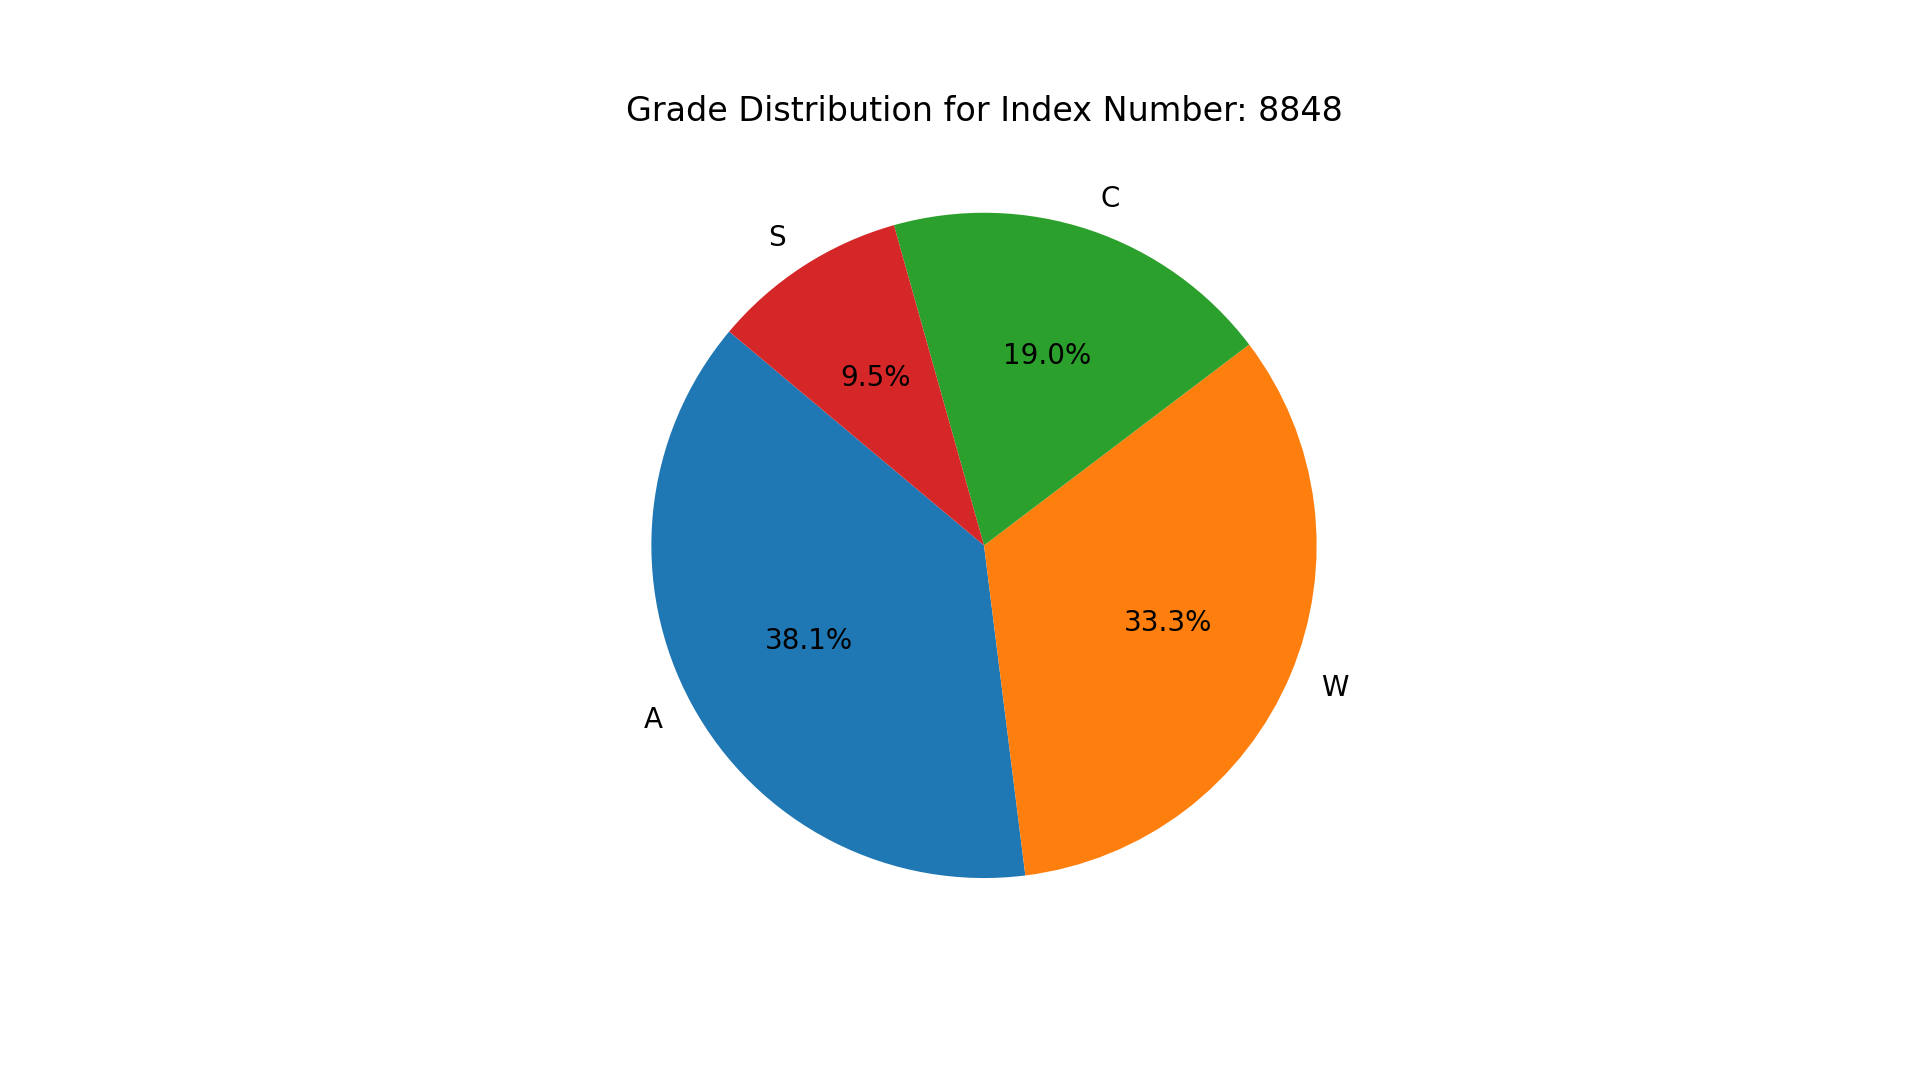 Grade Distribution for Index Number: 8848
C
S
19.0%
9.5%
33.3%
38.1%
W
A